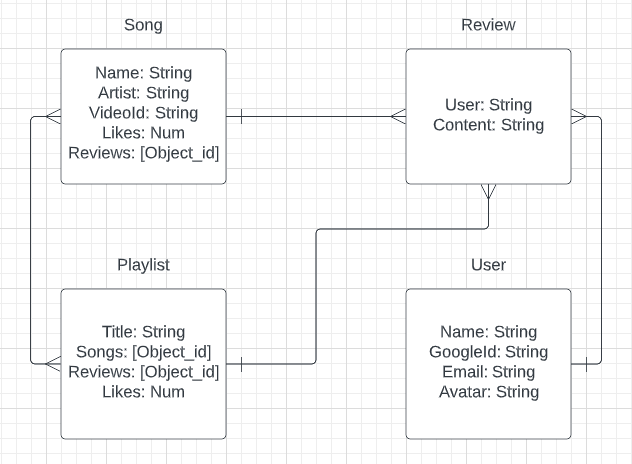 Song
Name: String
Artist: String
VideoId: String
Likes: Num
Reviews: [Object_id]
Review
User: String
Content: String
Playlist
Title: String
Songs: [Object_id]
Reviews: [Object_id]
Likes: Num
User
Name: String
GoogleId: String
Email: String
Avatar: String